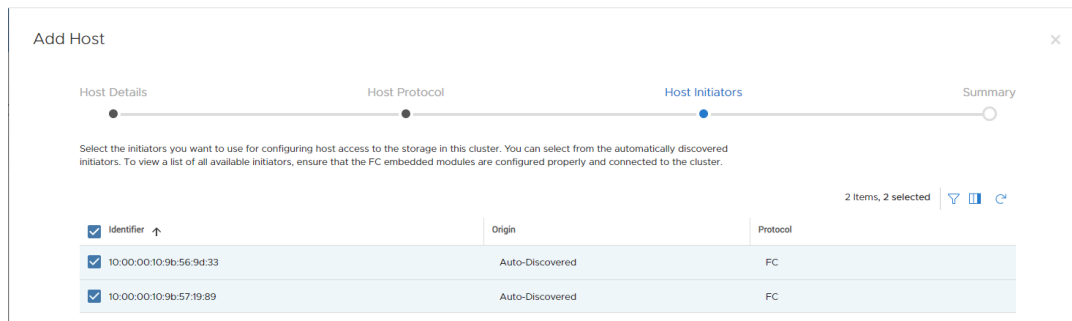 Add Host
Host Details
Host Protocol
Host Initiators
Summary
Select the initiators you want to use for configuring host access to the storage in this cluster. You can select from the automatically discovered
initiators. To view a list of all available initiators, ensure that the FC embedded modules are configured properly and connected to the cluster.
2 Items, 2 selected
Identifier Origin Protocol
10:00:00:10:9b:56:9d:33 Auto-Discovered FC
10:00:00:10:9b:57:19:89 Auto-Discovered FC